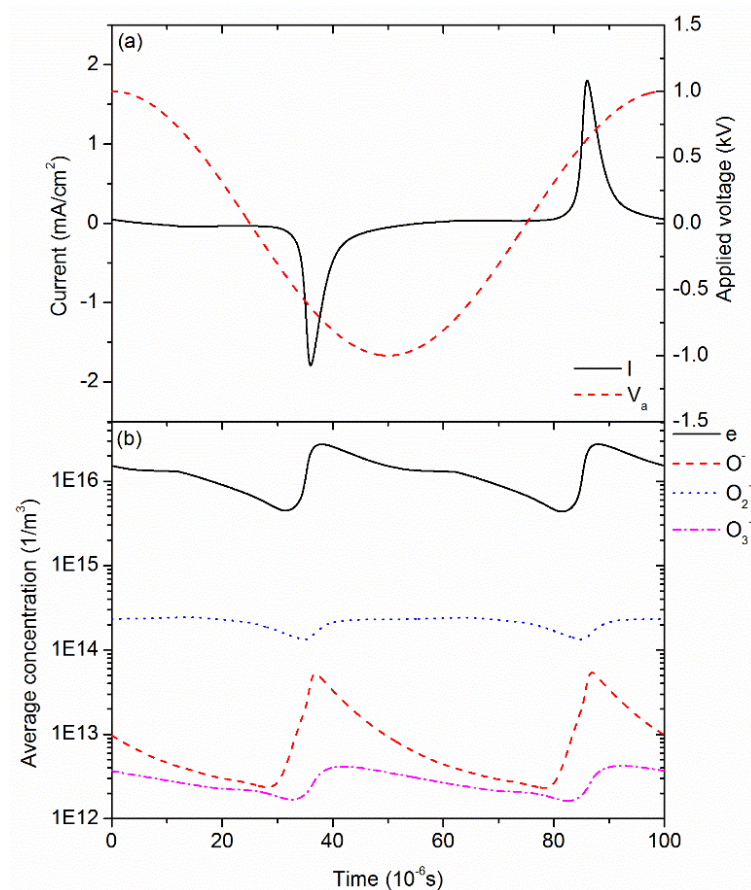 (a)
Current (mA/cm²)
2
1
0
-1
-2
Applied voltage (kV)
1.5
1.0
0.5
0.0
-0.5
-1.0
-1.5
I
Vₐ
(b)
Average concentration (1/m³)
1E16
1E15
1E14
1E13
1E12
e
O⁻
O₂⁻
O₃⁻
0 20 40 60 80 100
Time (10⁻⁶s)